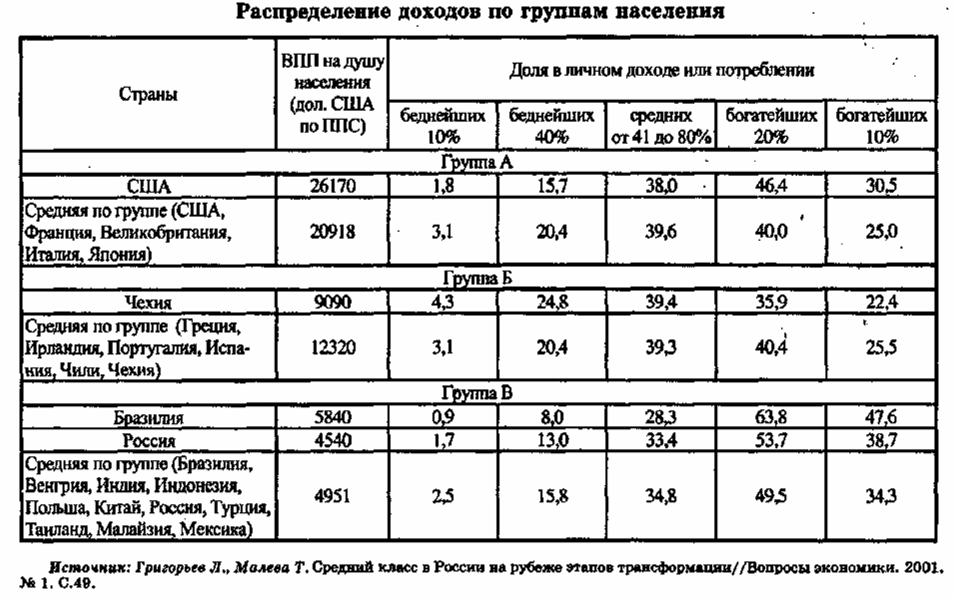 Распределение доходов по группам населения
Страны
ВПП на душу
населения
(дол. США
по ППС)
Доля в личном доходе или потреблении
беднейших
10%
беднейших
40%
средних
от 41 до 80%
богатейших
20%
богатейших
10%
Группа А
США 26170 1,8 15,7 38,0 46,4 30,5
Средняя по группе (США,
Франция, Великобритания,
Италия, Япония)
20918 3,1 20,4 39,6 40,0 25,0
Группа Б
Чехия 9090 4,3 24,8 39,4 35,9 22,4
Средняя по группе (Греция,
Ирландия, Португалия, Испа-
ния, Чили, Чехия)
12320 3,1 20,4 39,3 40,4 25,5
Группа В
Бразилия 5840 0,9 8,0 28,3 63,8 47,6
Россия 4540 1,7 13,0 33,4 53,7 38,7
Средняя по группе (Бразилия,
Венгрия, Индия, Индонезия,
Польша, Китай, Россия, Турция,
Таиланд, Малайзия, Мексика)
4951 2,5 15,8 34,8 49,5 34,3
Источник: Григорьев Л., Малева Т. Средний класс в России на рубеже этапов трансформации//Вопросы экономики. 2001.
№ 1. С.49.